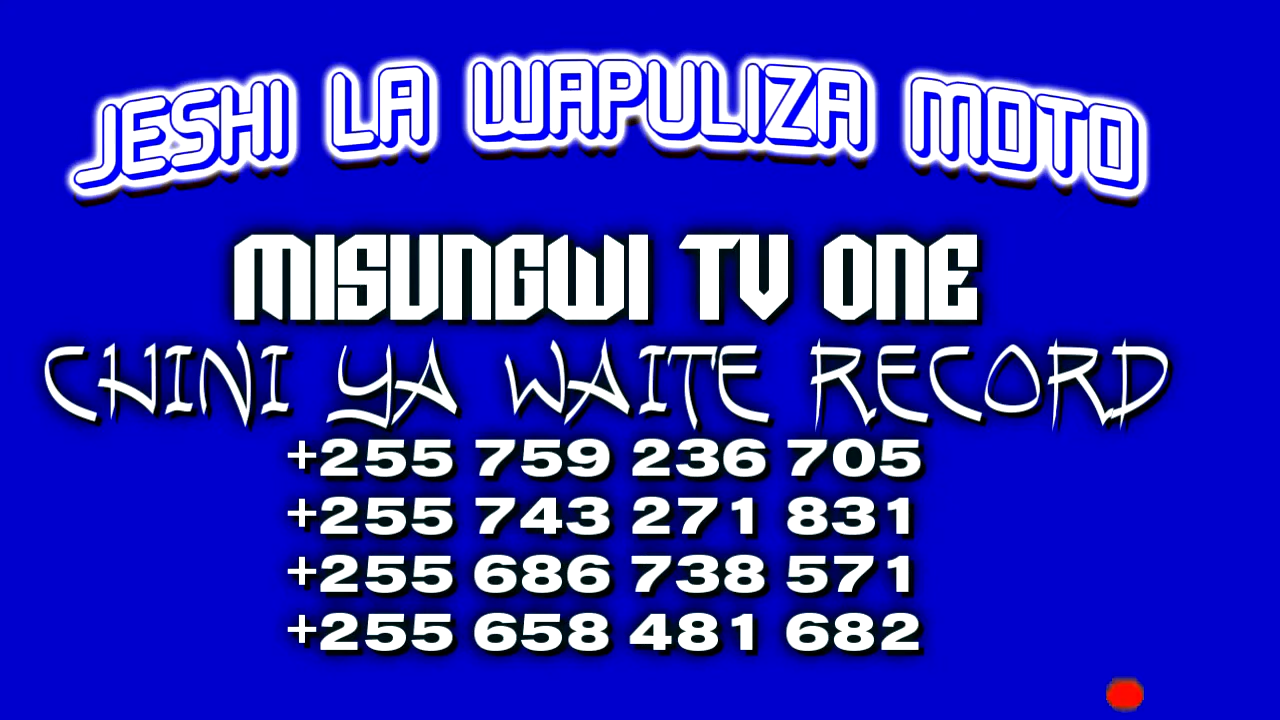 JESHI LA WAPULIZA MOTO
MISUNGWI TV ONE
CHINI YA WAITE RECORD
+255 759 236 705
+255 743 271 831
+255 686 738 571
+255 658 481 682